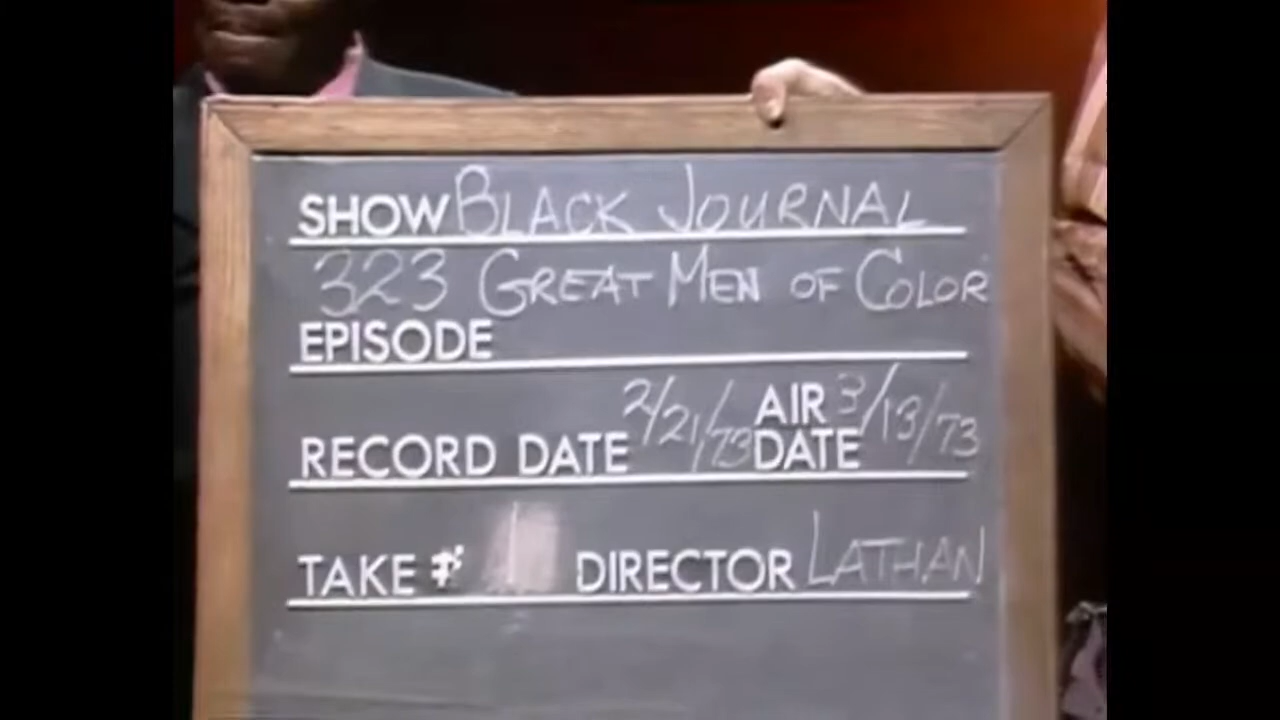 SHOW BLACK JOURNAL
323 GREAT MEN OF COLOR
EPISODE
RECORD DATE 2/21/73 AIR DATE 3/13/73
TAKE # 1 DIRECTOR LATHAN